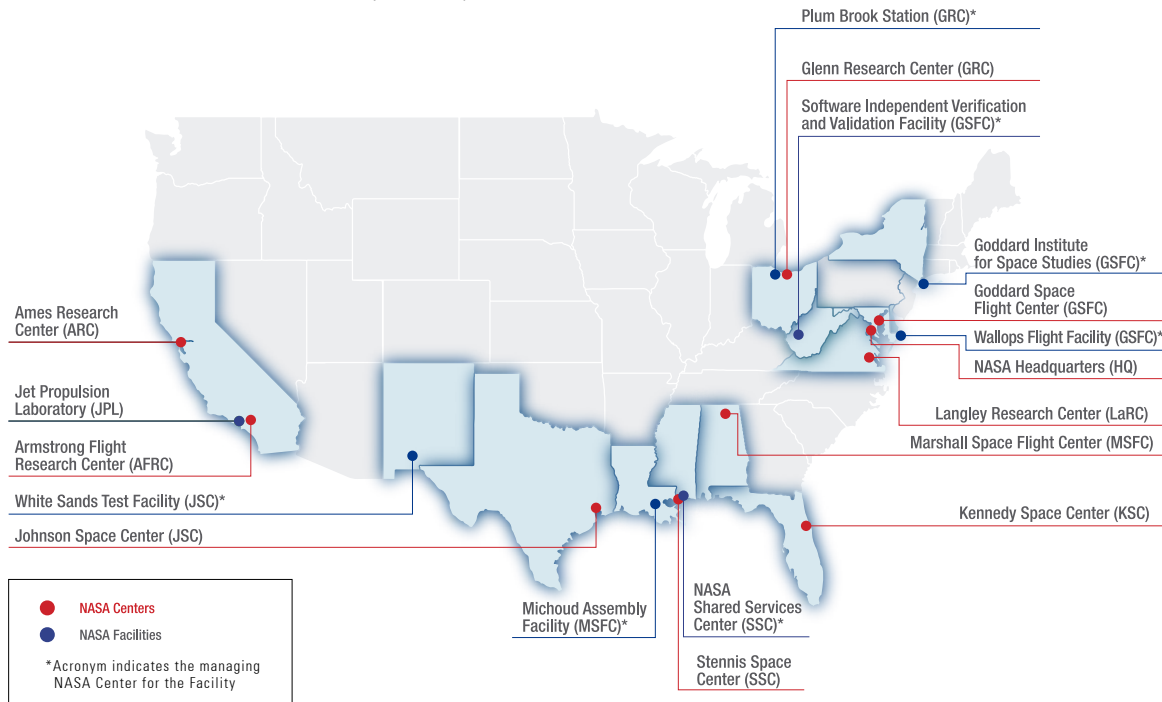 Plum Brook Station (GRC)*
Glenn Research Center (GRC)
Software Independent Verification
and Validation Facility (GSFC)*
Goddard Institute
for Space Studies (GSFC)*
Goddard Space
Flight Center (GSFC)
Wallops Flight Facility (GSFC)*
NASA Headquarters (HQ)
Langley Research Center (LaRC)
Marshall Space Flight Center (MSFC)
Kennedy Space Center (KSC)
Ames Research
Center (ARC)
Jet Propulsion
Laboratory (JPL)
Armstrong Flight
Research Center (AFRC)
White Sands Test Facility (JSC)*
Johnson Space Center (JSC)
Michoud Assembly
Facility (MSFC)*
NASA
Shared Services
Center (SSC)*
Stennis Space
Center (SSC)
NASA Centers
NASA Facilities
*Acronym indicates the managing
NASA Center for the Facility